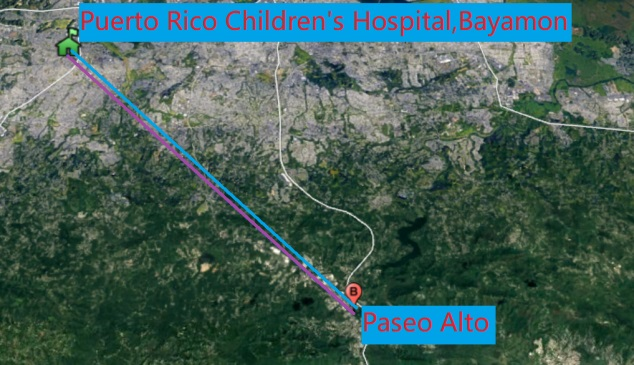 Puerto Rico Children's Hospital,Bayamon
B
Paseo Alto